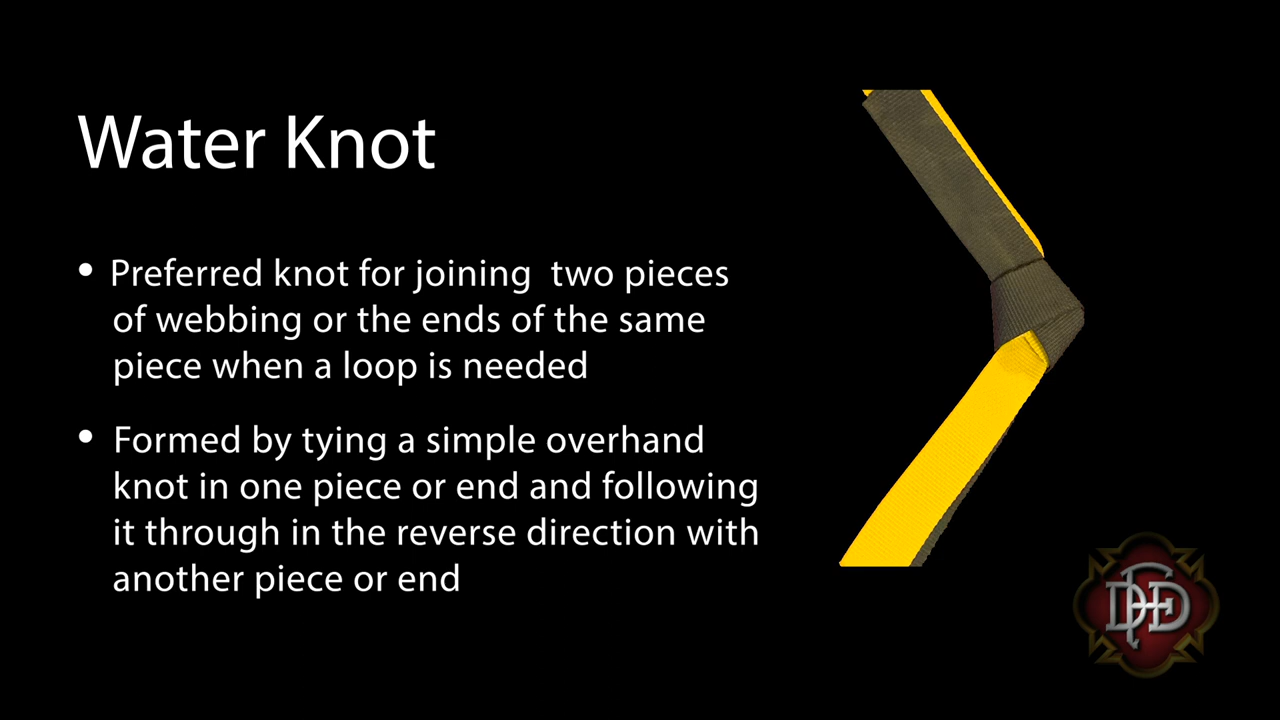 Water Knot
• Preferred knot for joining  two pieces
of webbing or the ends of the same
piece when a loop is needed
• Formed by tying a simple overhand
knot in one piece or end and following
it through in the reverse direction with
another piece or end
DFD